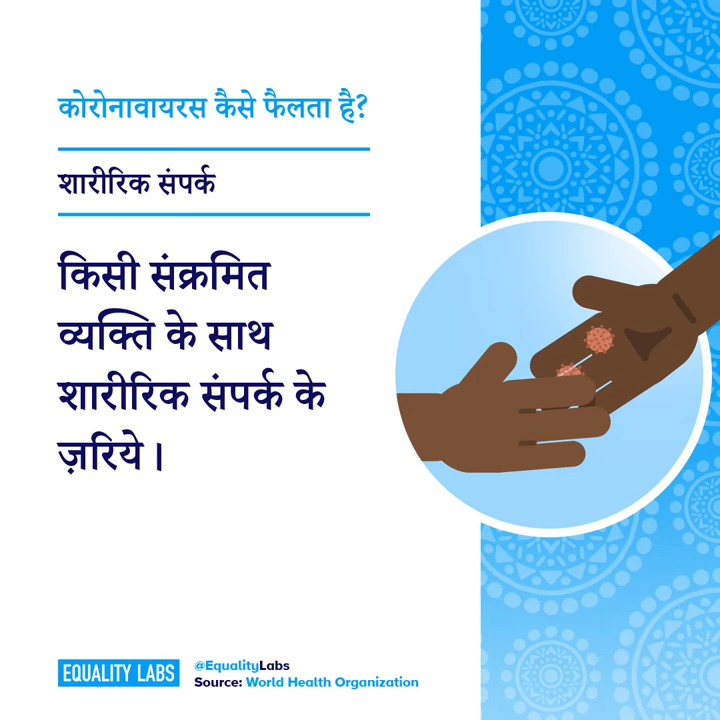 कोरोनावायरस कैसे फैलता है?
शारीरिक संपर्क
किसी संक्रमित
व्यक्ति के साथ
शारीरिक संपर्क के
ज़रिये।
EQUALITY LABS
@EqualityLabs
Source: World Health Organization